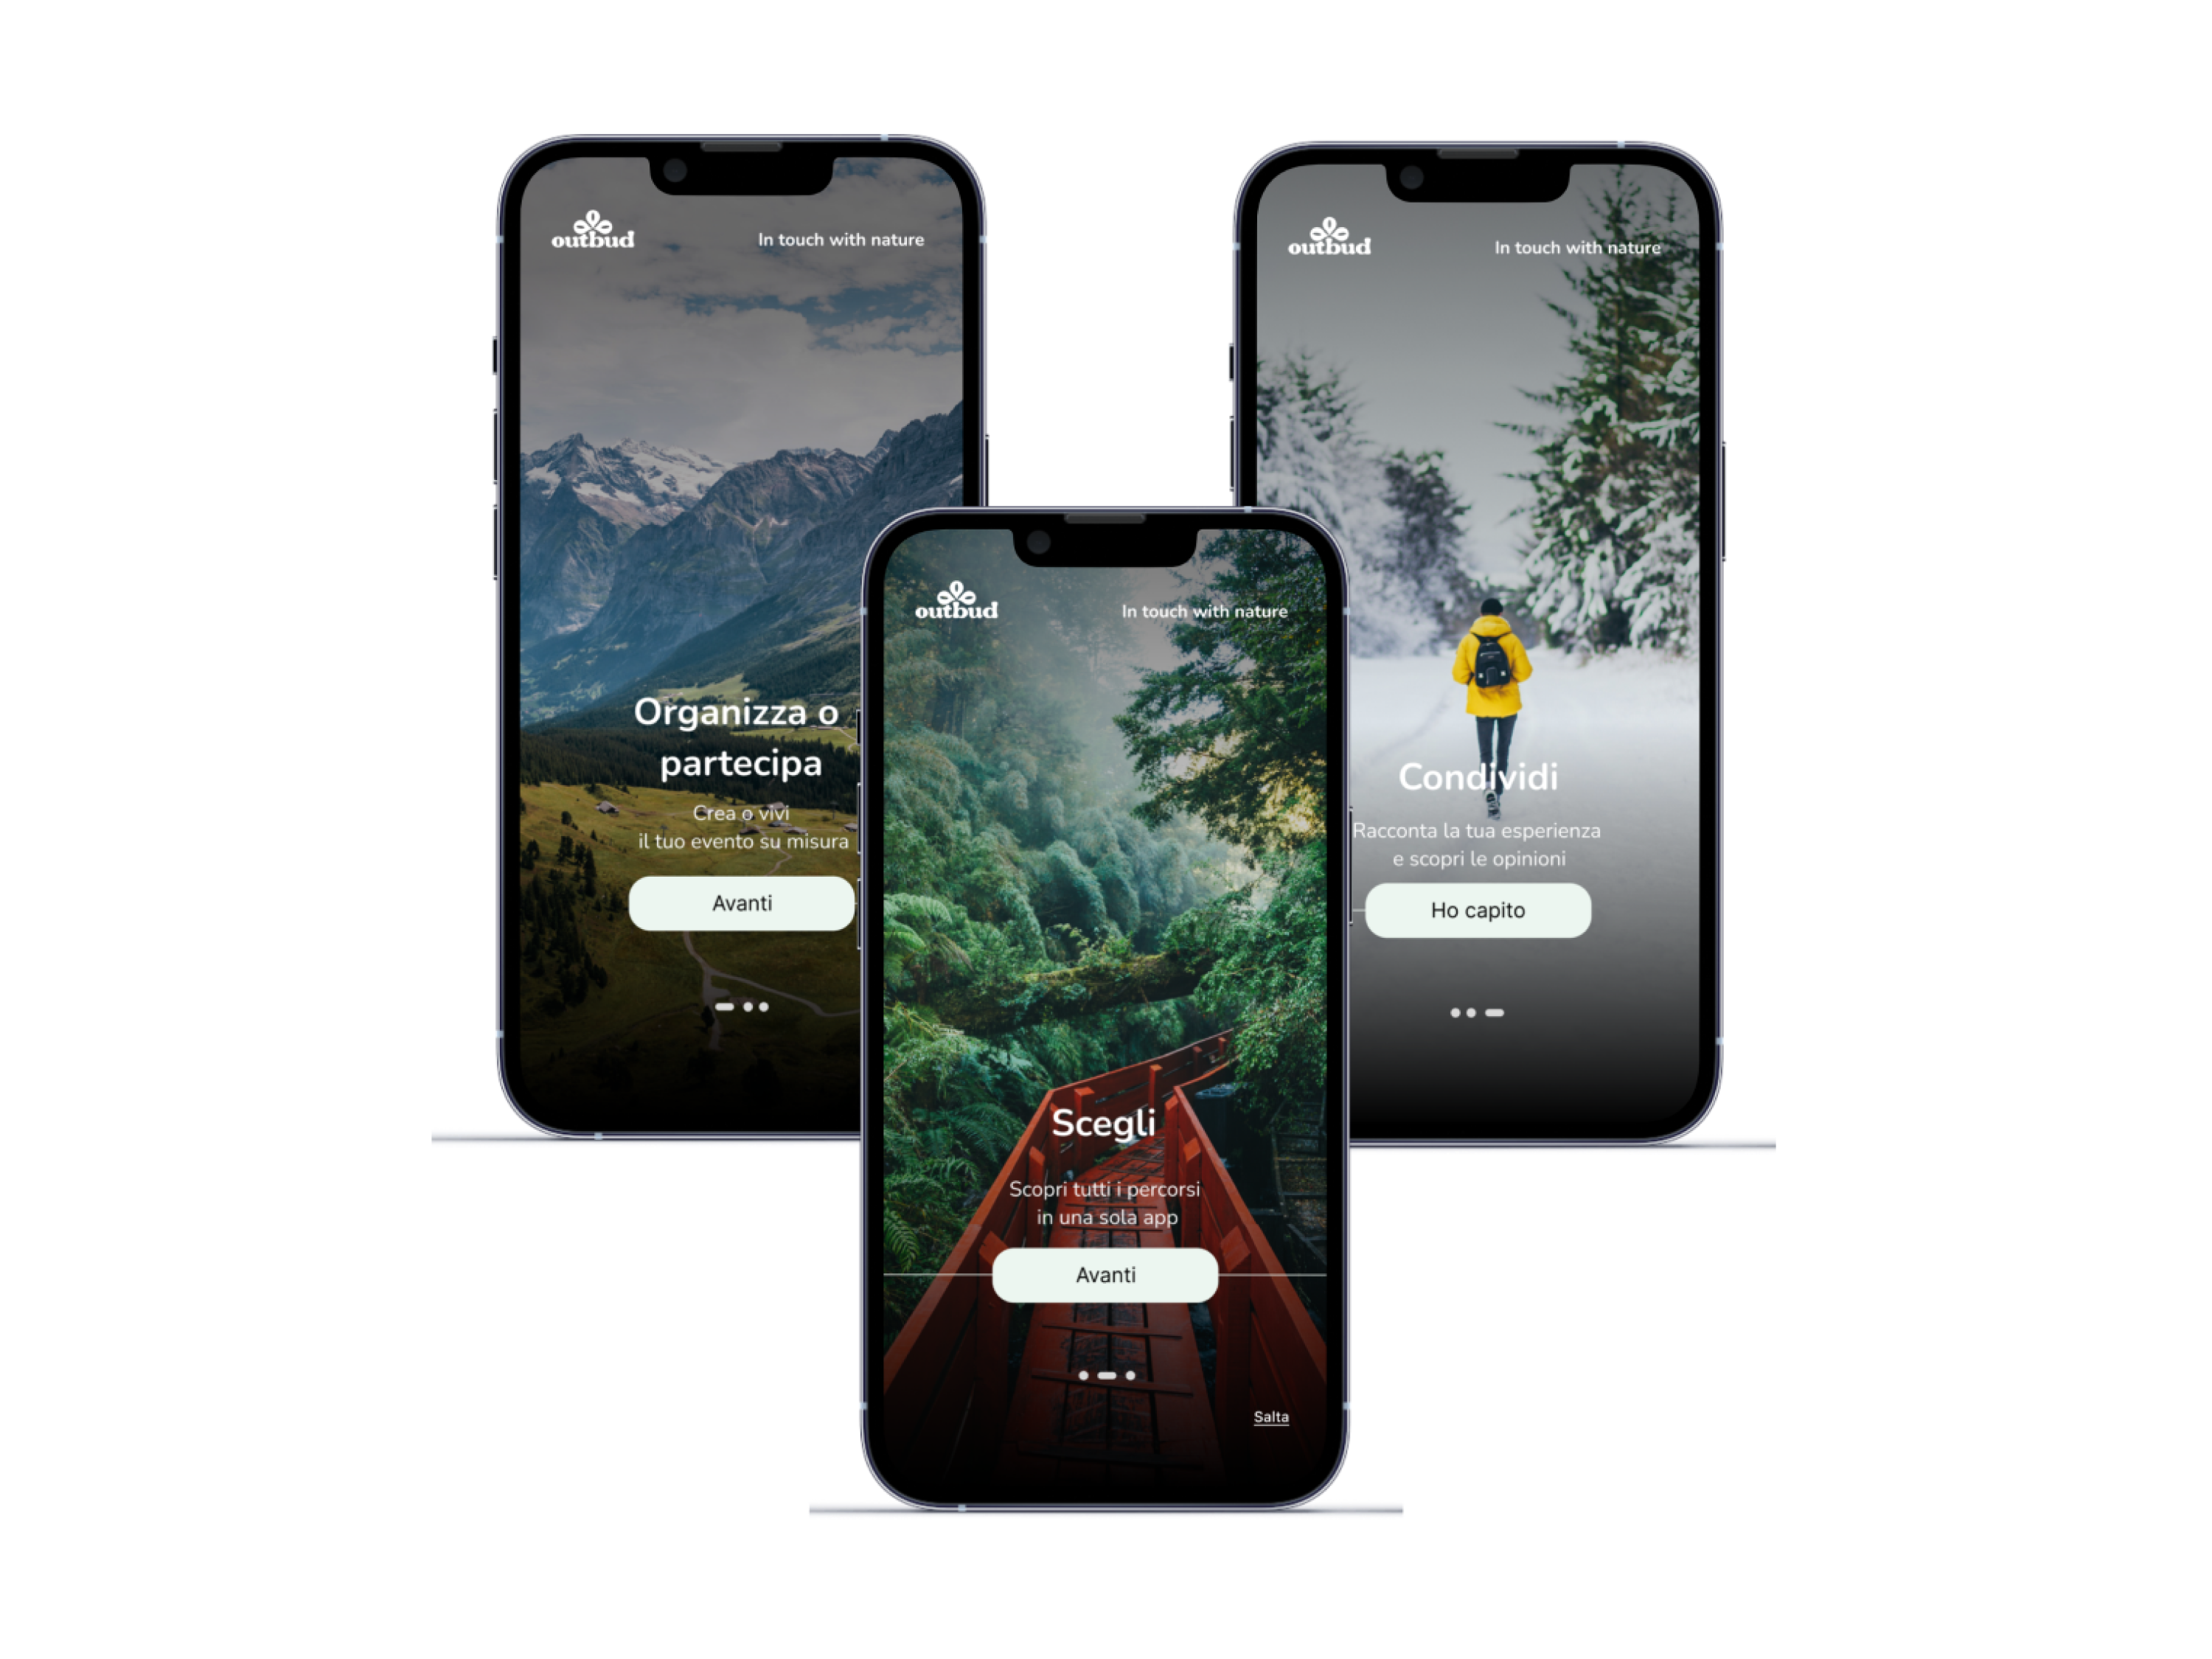 outbud
In touch with nature
Organizza o
partecipa
Crea o vivi
il tuo evento su misura
Avanti
outbud
In touch with nature
Scegli
Scopri tutti i percorsi
in una sola app
Avanti
Salta
outbud
In touch with nature
Condividi
Racconta la tua esperienza
e scopri le opinioni
Ho capito